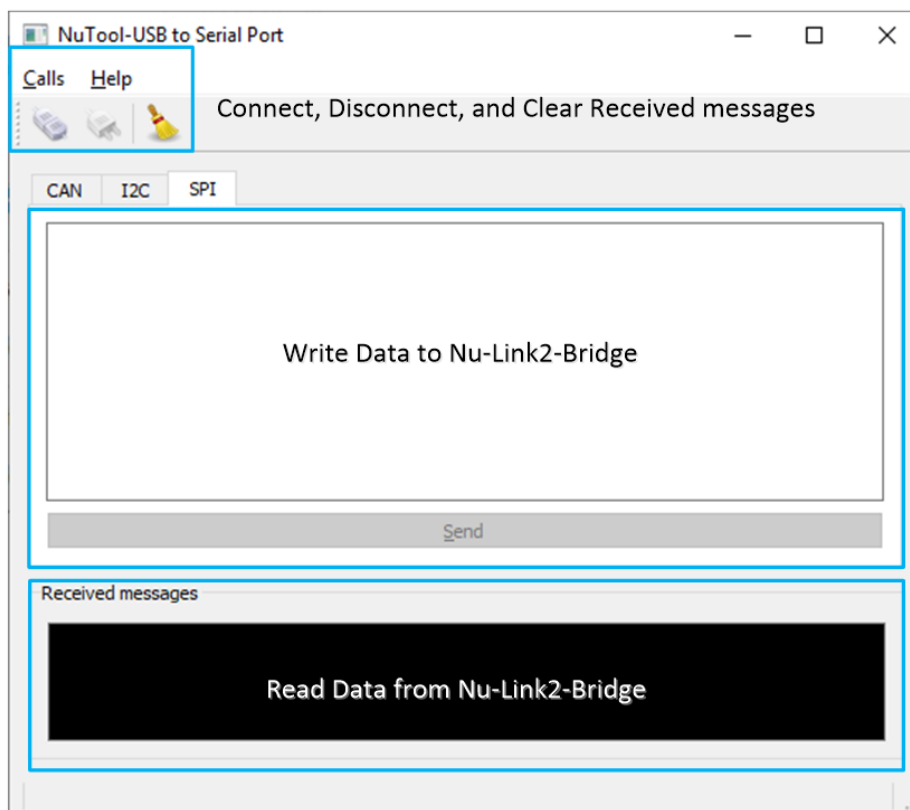 NuTool-USB to Serial Port
Calls Help
Connect, Disconnect, and Clear Received messages
CAN I2C SPI
Write Data to Nu-Link2-Bridge
Send
Received messages
Read Data from Nu-Link2-Bridge